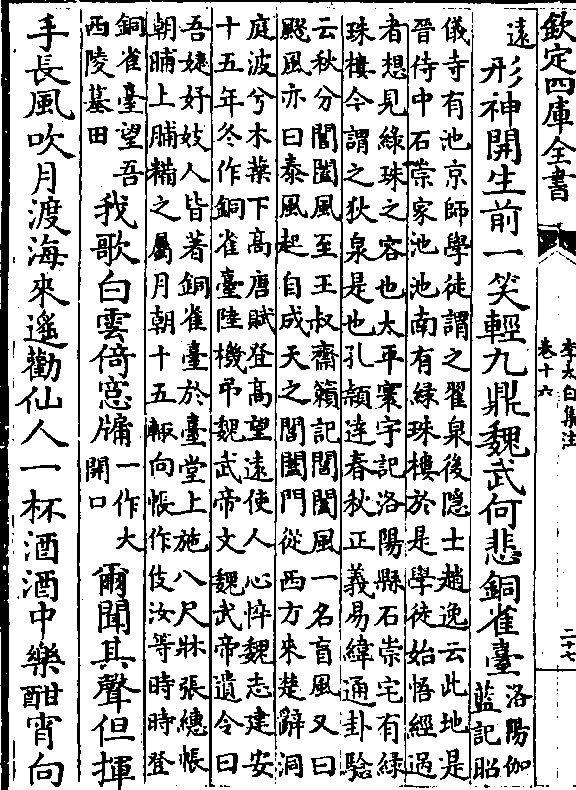 欽定四庫全書
李太白集注
卷十六
二十七
遠形神開生前一笑輕九鼎魏武何悲銅雀臺洛陽伽藍記昭
儀寺有池京師學徒謂之翟泉後隱士趙逸云此地是
晉侍中石崇家池池南有綠珠樓於是學徒始悟經過
者想見綠珠之容也太平寰宇記洛陽縣石崇宅有綠
珠樓今謂之狄泉是也孔頴達春秋正義易緯通卦驗
云秋分閶闔風至王叔齋籟記閶闔風一名盲風又曰
飂風亦曰泰風起自成天之閶闔門從西方來楚辭洞
庭波兮木葉下高唐賦登高望遠使人心悴魏志建安
十五年冬作銅雀臺陸機弔魏武帝文魏武帝遺令曰
吾婕妤妓人皆著銅雀臺於臺堂上施八尺牀張繐帳
朝晡上脯糒之屬月朝十五輒向帳作伎汝等時時登
銅雀臺望吾西陵墓田我歌白雲倚窓牖一作大開口爾聞其聲但揮
手長風吹月渡海來遙勸仙人一杯酒酒中樂酣宵向